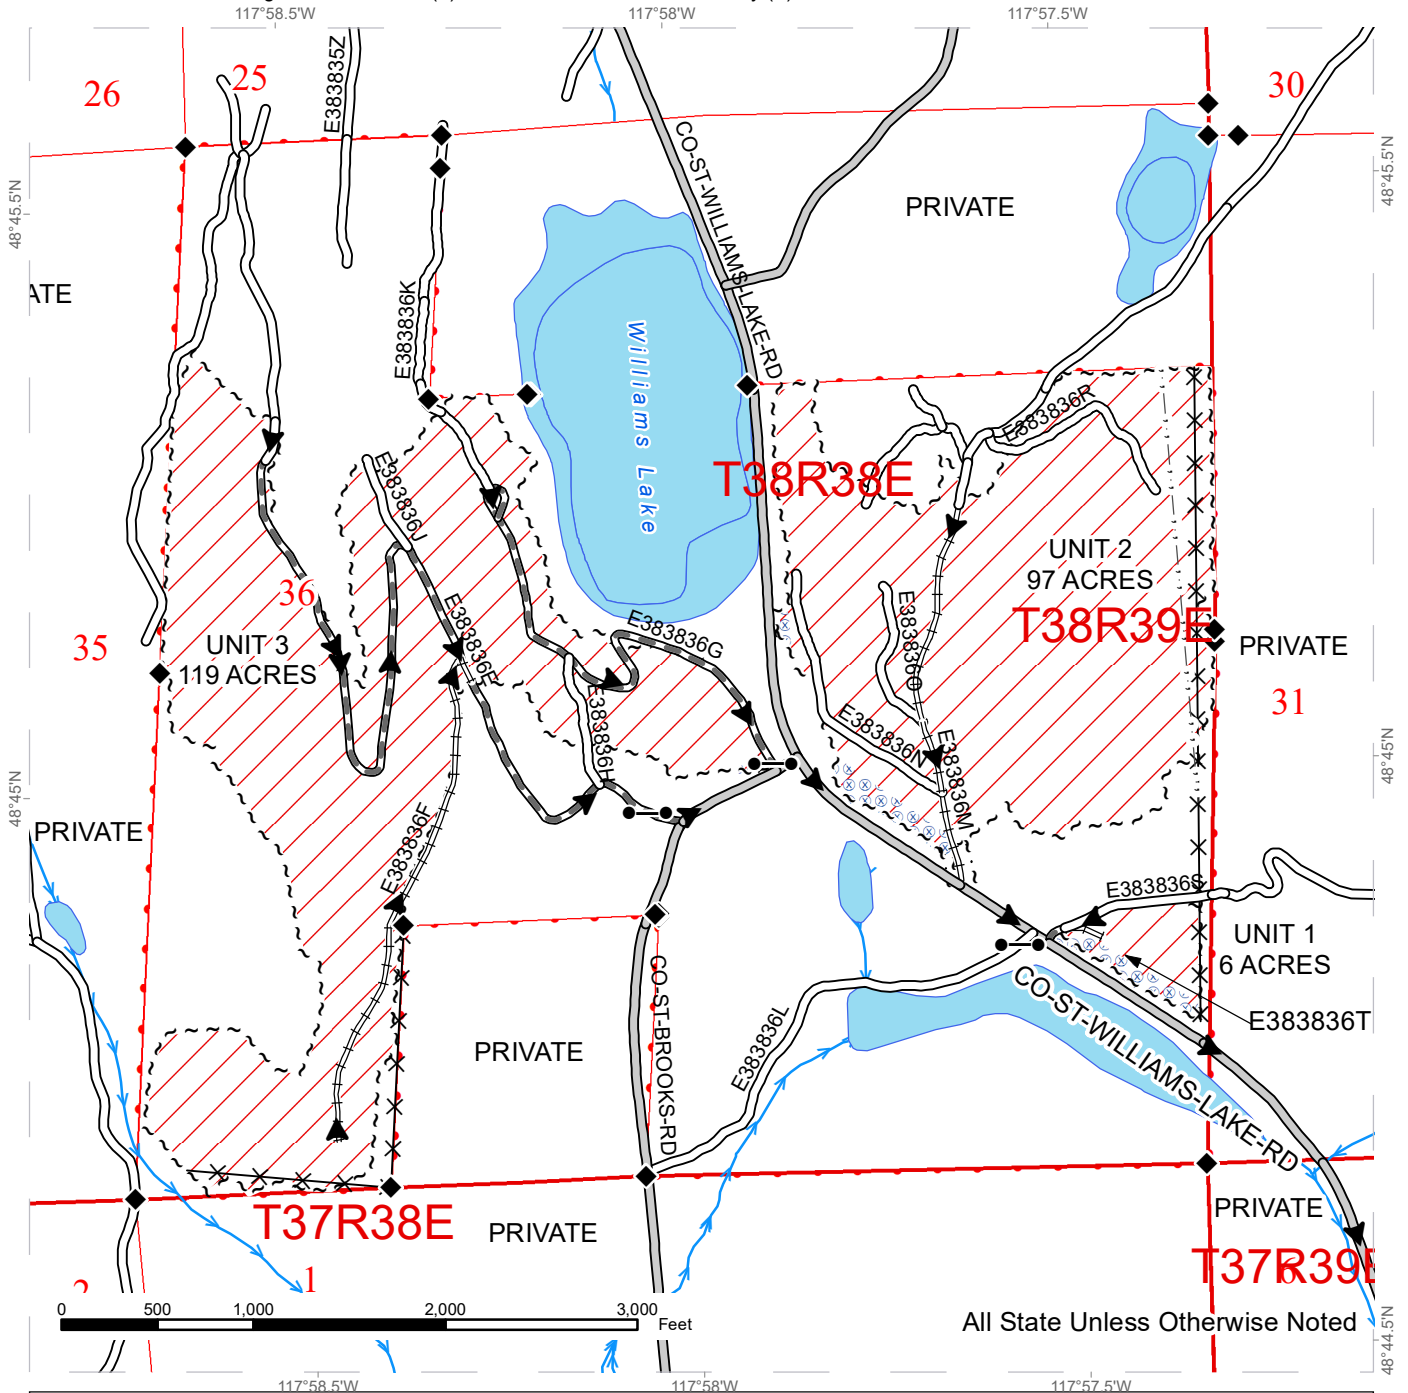 117°58.5'W
117°58'W
117°57.5'W
26
25
E383835Z
30
CO-ST-WILLIAMS-LAKE-RD
48°45.5'N
48°45.5'N
PRIVATE
ATE
E383836K
Williams Lake
E383836R
T38R38E
E383836J
UNIT 2
97 ACRES
36
E383836E
E383836G
E383836O
T38R39E
35
UNIT 3
119 ACRES
PRIVATE
31
E383836H
E383836N
E383836M
48°45'N
48°45'N
PRIVATE
E383836F
E383836S
UNIT 1
6 ACRES
CO-ST-BROOKS-RD
CO-ST-WILLIAMS-LAKE-RD
E383836T
E383836L
PRIVATE
T37R38E
PRIVATE
PRIVATE
T37R39E
6
2
1
0 500 1,000 2,000 3,000
Feet
All State Unless Otherwise Noted
48°44.5'N
117°58.5'W
117°58'W
117°57.5'W